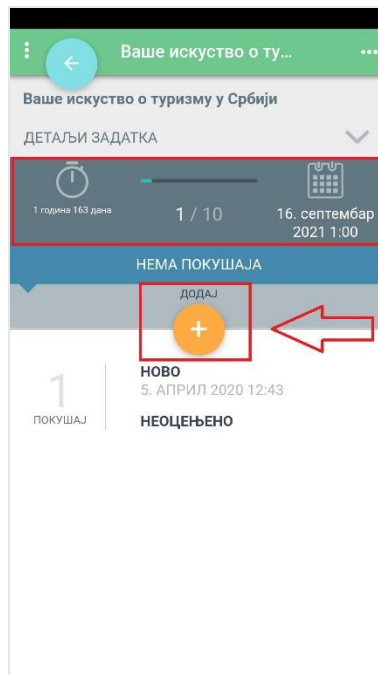 Ваше искуство о ту...
Ваше искуство о туризму у Србији
ДЕТАЉИ ЗАДАТКА
1 година 163 дана
1 / 10
16. септембар
2021 1:00
НЕМА ПОКУШАЈА
ДОДАЈ
1
ПОКУШАЈ
НОВО
5. АПРИЛ 2020 12:43
НЕОЦЕЊЕНО